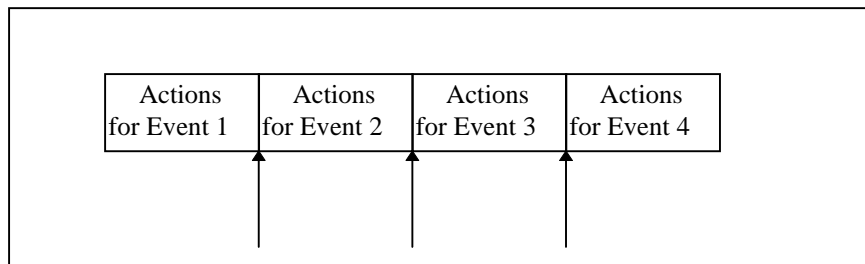 Actions
for Event 1
Actions
for Event 2
Actions
for Event 3
Actions
for Event 4